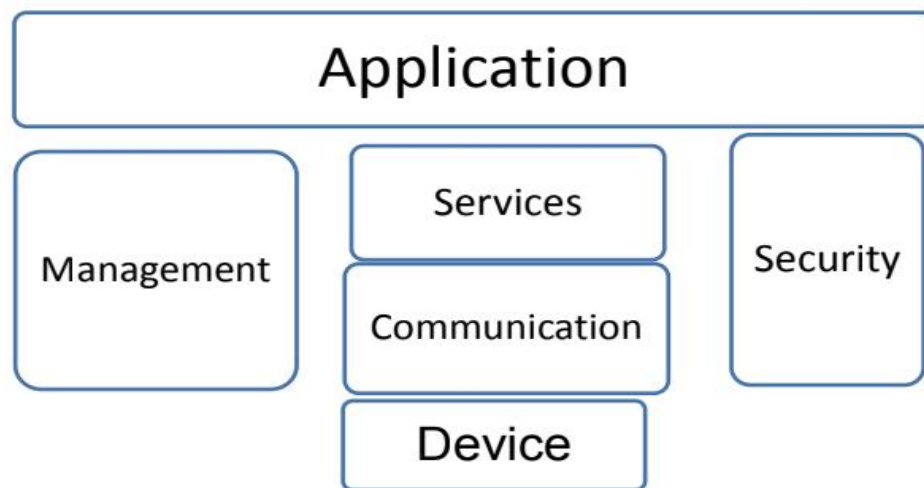 Application
Services
Management
Security
Communication
Device